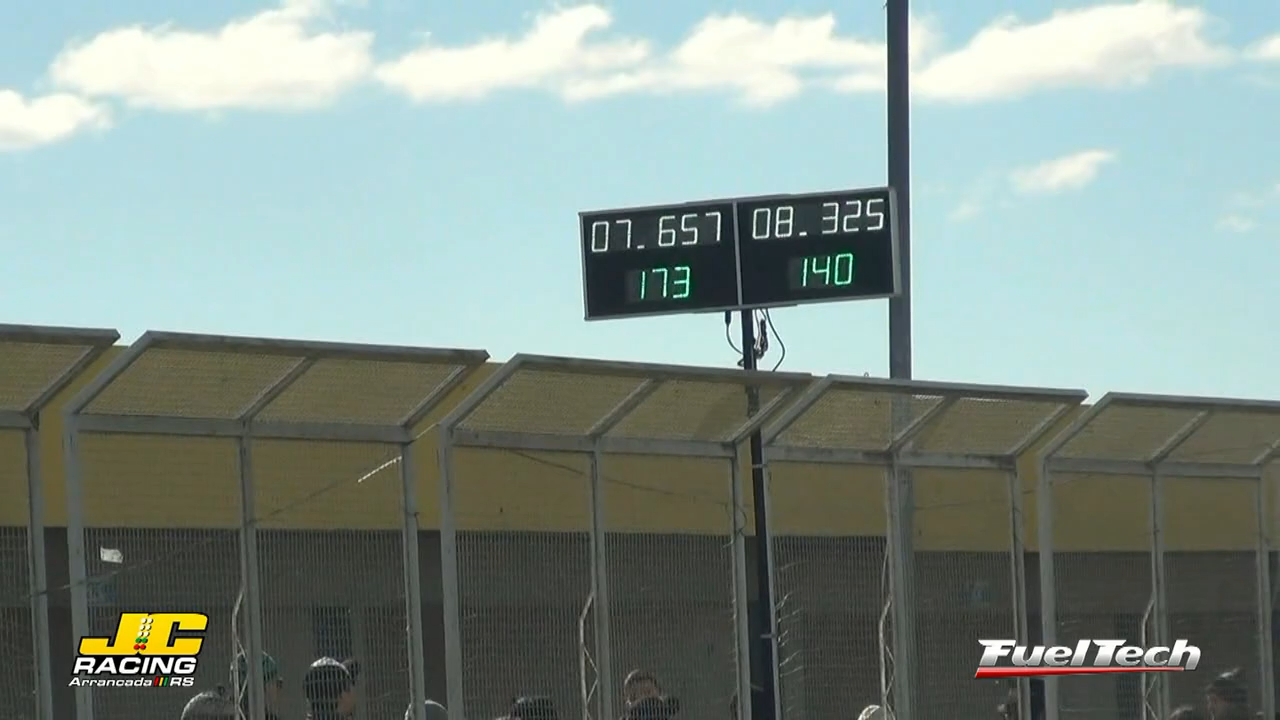 07.657 08.325
173 140
JC
RACING
Arrancada RS
FuelTech